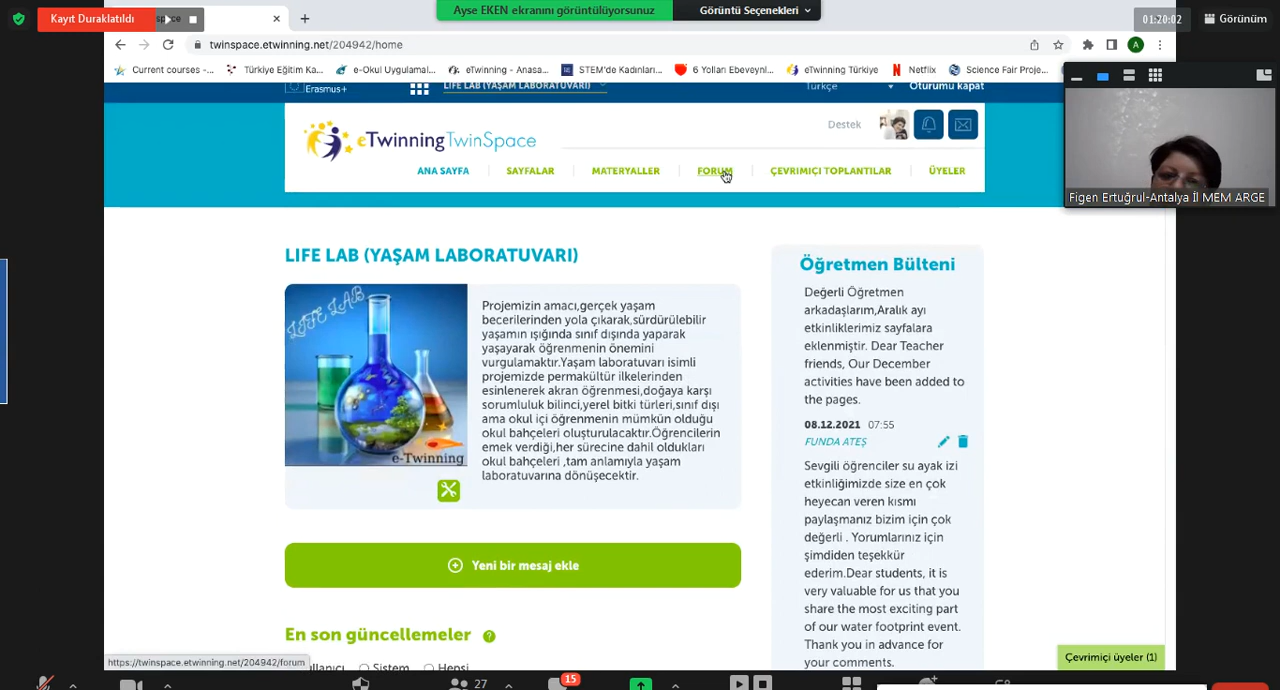 Kayıt Duraklatıldı
space
Ayse EKEN ekranını görüntülüyorsunuz
Görüntü Seçenekleri
01:20:02
Görünüm
twinspace.etwinning.net/204942/home
A
Current courses -...
Türkiye Eğitim Ka...
e-Okul Uygulamal...
eTwinning - Anasa...
STEM'de Kadınları...
6 Yolları Ebeveynl...
eTwinning Türkiye
Netflix
Science Fair Proje...
Erasmus+
LIFE LAB (YAŞAM LABORATUVARI)
Türkçe
Oturumu kapat
eTwinning TwinSpace
Destek
ANA SAYFA
SAYFALAR
MATERYALLER
FORUM
ÇEVRIMIÇI TOPLANTILAR
ÜYELER
Figen Ertuğrul-Antalya İl MEM ARGE
LIFE LAB (YAŞAM LABORATUVARI)
LIFE LAB
e-Twinning
Projemizin amacı,gerçek yaşam
becerilerinden yola çıkarak,sürdürülebilir
yaşamın ışığında sınıf dışında yaparak
yaşayarak öğrenmenin önemini
vurgulamaktır.Yaşam laboratuvarı isimli
projemizde permakültür ilkelerinden
esinlenerek akran öğrenmesi,doğaya karşı
sorumluluk bilinci,yerel bitki türleri,sınıf dışı
ama okul içi öğrenmenin mümkün olduğu
okul bahçeleri oluşturulacaktır.Öğrencilerin
emek verdiği,her sürecine dahil oldukları
okul bahçeleri ,tam anlamıyla yaşam
laboratuvarına dönüşecektir.
Yeni bir mesaj ekle
En son güncellemeler
?
Kullanıcı
Sistem
Hepsi
Öğretmen Bülteni
Değerli Öğretmen
arkadaşlarım,Aralık ayı
etkinliklerimiz sayfalara
eklenmiştir. Dear Teacher
friends, Our December
activities have been added to
the pages.
08.12.2021 07:55
FUNDA ATEŞ
Sevgili öğrenciler su ayak izi
etkinliğimizde size en çok
heyecan veren kısmı
paylaşmanız bizim için çok
değerli . Yorumlarınız için
şimdiden teşekkür
ederim.Dear students, it is
very valuable for us that you
share the most exciting part
of our water footprint event.
Thank you in advance for
your comments.
Çevrimiçi üyeler (1)
https://twinspace.etwinning.net/204942/forum
27
15